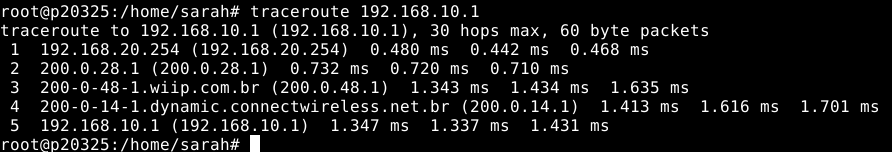 root@p20325:/home/sarah# traceroute 192.168.10.1
traceroute to 192.168.10.1 (192.168.10.1), 30 hops max, 60 byte packets
 1  192.168.20.254 (192.168.20.254)  0.480 ms  0.442 ms  0.468 ms
 2  200.0.28.1 (200.0.28.1)  0.732 ms  0.720 ms  0.710 ms
 3  200-0-48-1.wiip.com.br (200.0.48.1)  1.343 ms  1.434 ms  1.635 ms
 4  200-0-14-1.dynamic.connectwireless.net.br (200.0.14.1)  1.413 ms  1.616 ms  1.701 ms
 5  192.168.10.1 (192.168.10.1)  1.347 ms  1.337 ms  1.431 ms
root@p20325:/home/sarah#